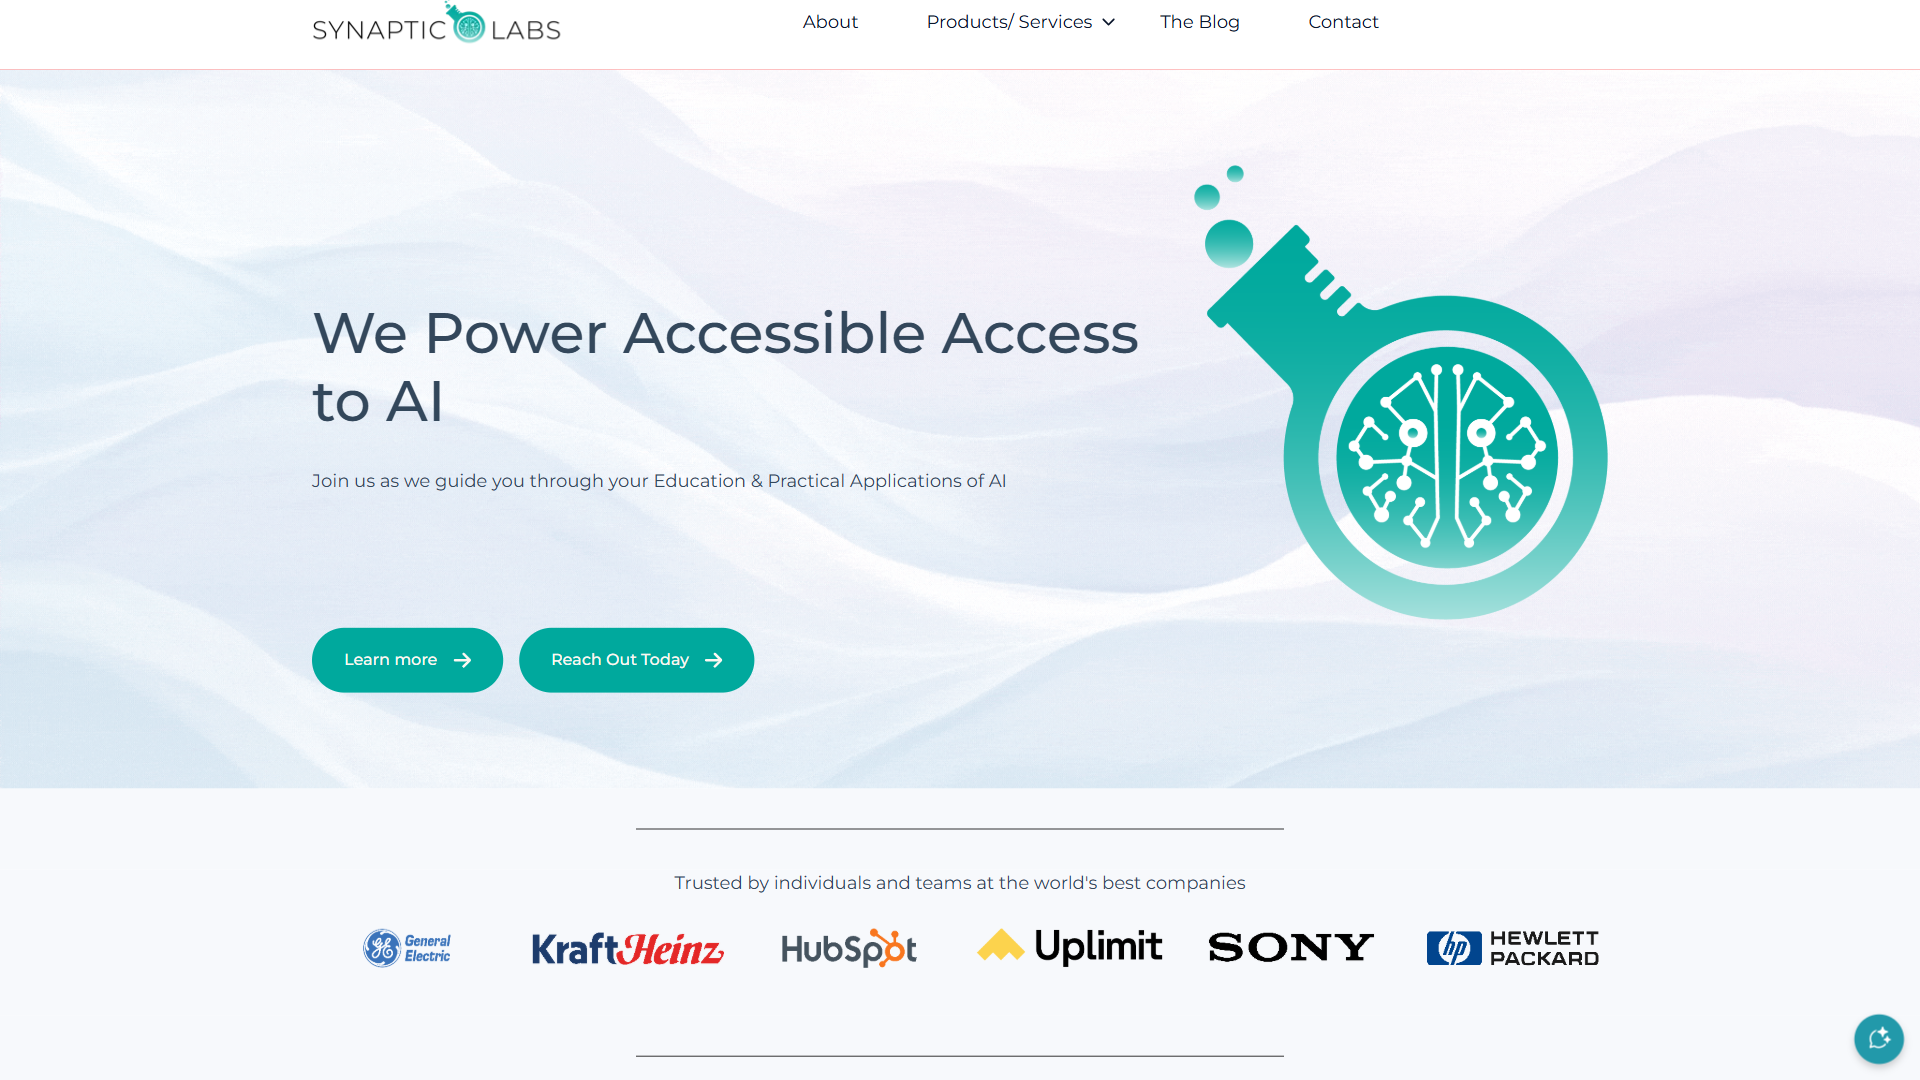 SYNAPTIC LABS
About
Products/ Services
The Blog
Contact
We Power Accessible Access
to AI
Join us as we guide you through your Education & Practical Applications of AI
Learn more
Reach Out Today
Trusted by individuals and teams at the world's best companies
General
Electric
KraftHeinz
HubSpot
Uplimit
SONY
hp HEWLETT
PACKARD